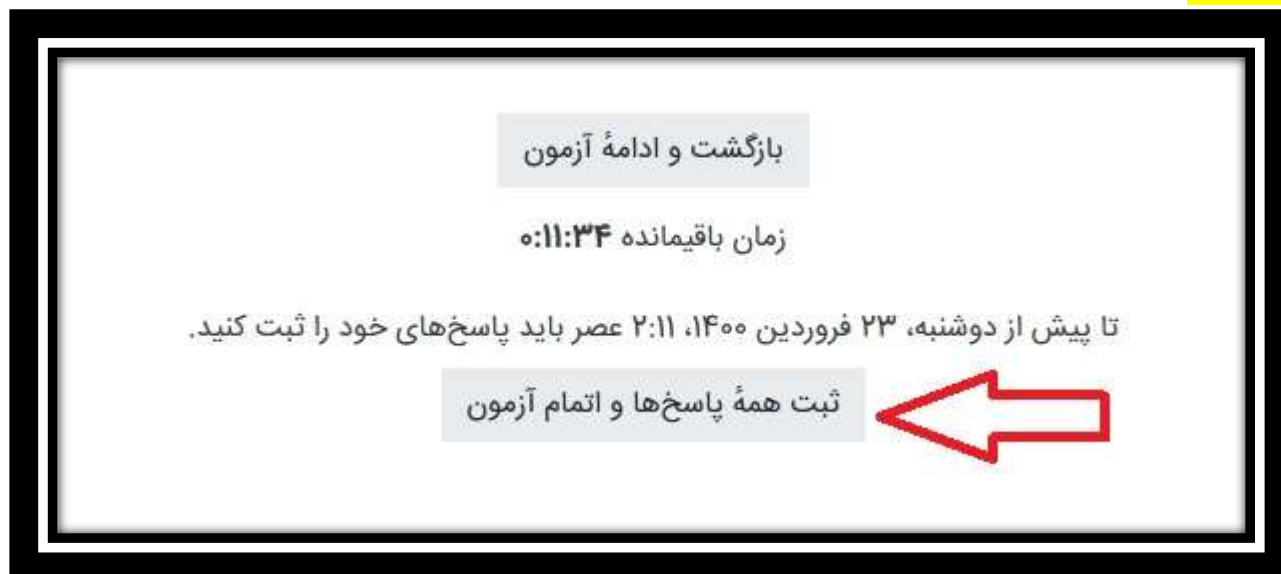 بازگشت و ادامهٔ آزمون
زمان باقیمانده ۰:۱۱:۳۴
تا پیش از دوشنبه، ۲۳ فروردین ۱۴۰۰، ۲:۱۱ عصر باید پاسخ‌های خود را ثبت کنید.
ثبت همهٔ پاسخ‌ها و اتمام آزمون